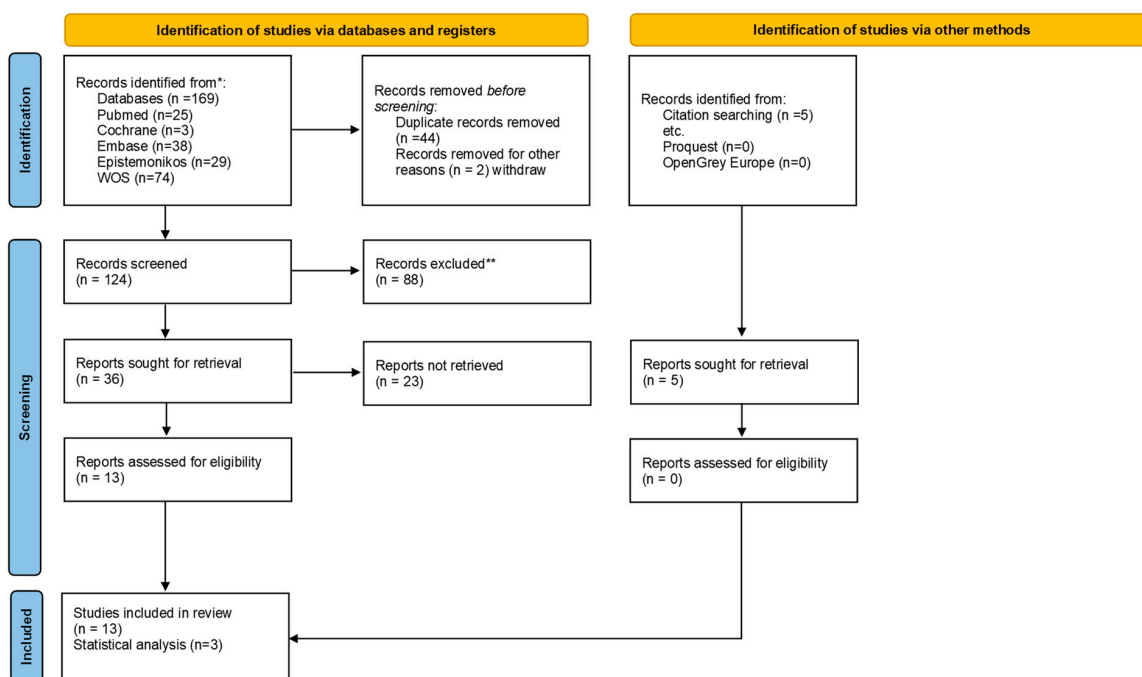 Identification of studies via databases and registers
Identification of studies via other methods
Identification
Records identified from*:
Databases (n =169)
Pubmed (n=25)
Cochrane (n=3)
Embase (n=38)
Epistemonikos (n=29)
WOS (n=74)
Records removed before
screening:
Duplicate records removed
(n =44)
Records removed for other
reasons (n = 2) withdraw
Records identified from:
Citation searching (n =5)
etc.
Proquest (n=0)
OpenGrey Europe (n=0)
Screening
Records screened
(n = 124)
Records excluded**
(n = 88)
Reports sought for retrieval
(n = 36)
Reports not retrieved
(n = 23)
Reports sought for retrieval
(n = 5)
Reports assessed for eligibility
(n = 13)
Reports assessed for eligibility
(n = 0)
Included
Studies included in review
(n = 13)
Statistical analysis (n=3)